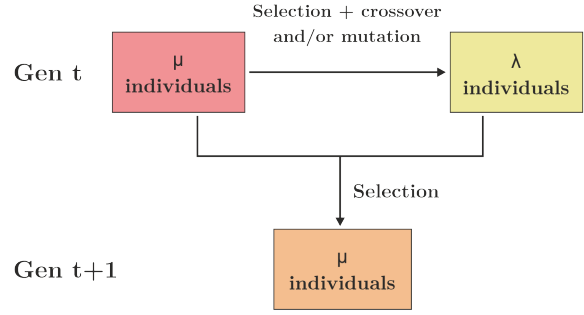 Selection + crossover
and/or mutation
Gen t
μ
individuals
λ
individuals
Selection
Gen t+1
μ
individuals